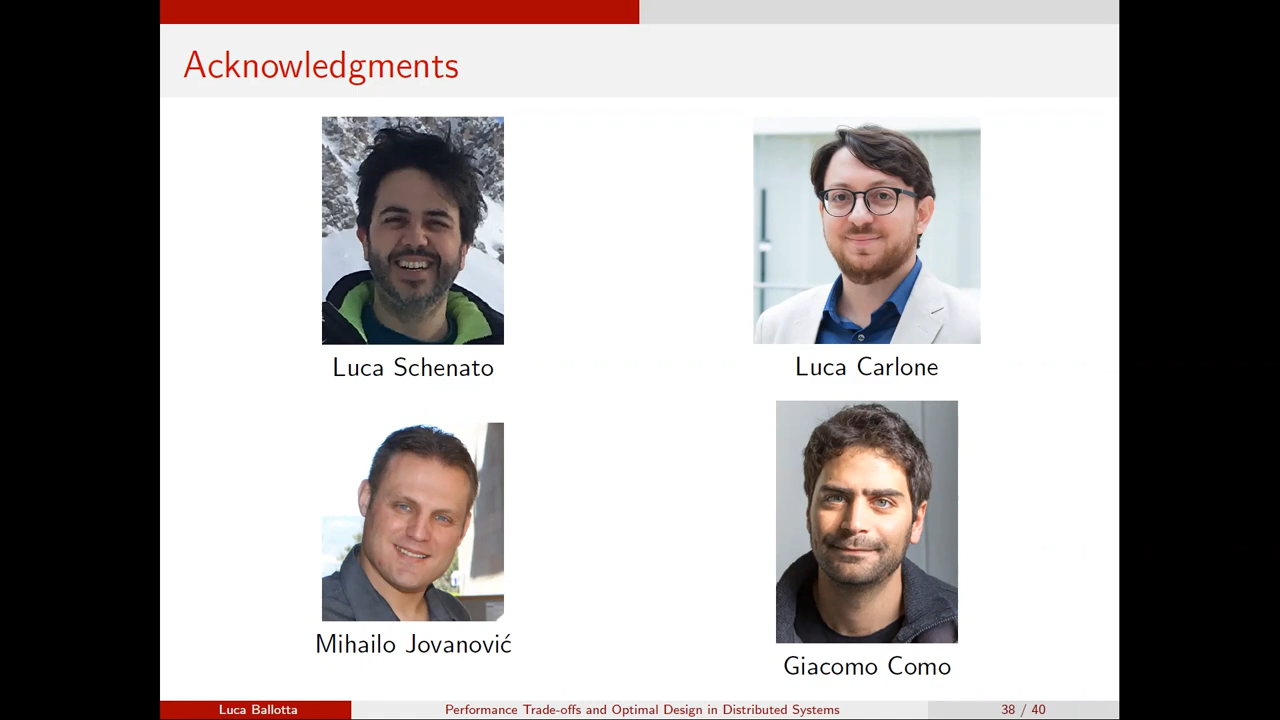 Acknowledgments
Luca Schenato
Luca Carlone
Mihailo Jovanović
Giacomo Como
Luca Ballotta
Performance Trade-offs and Optimal Design in Distributed Systems
38 / 40